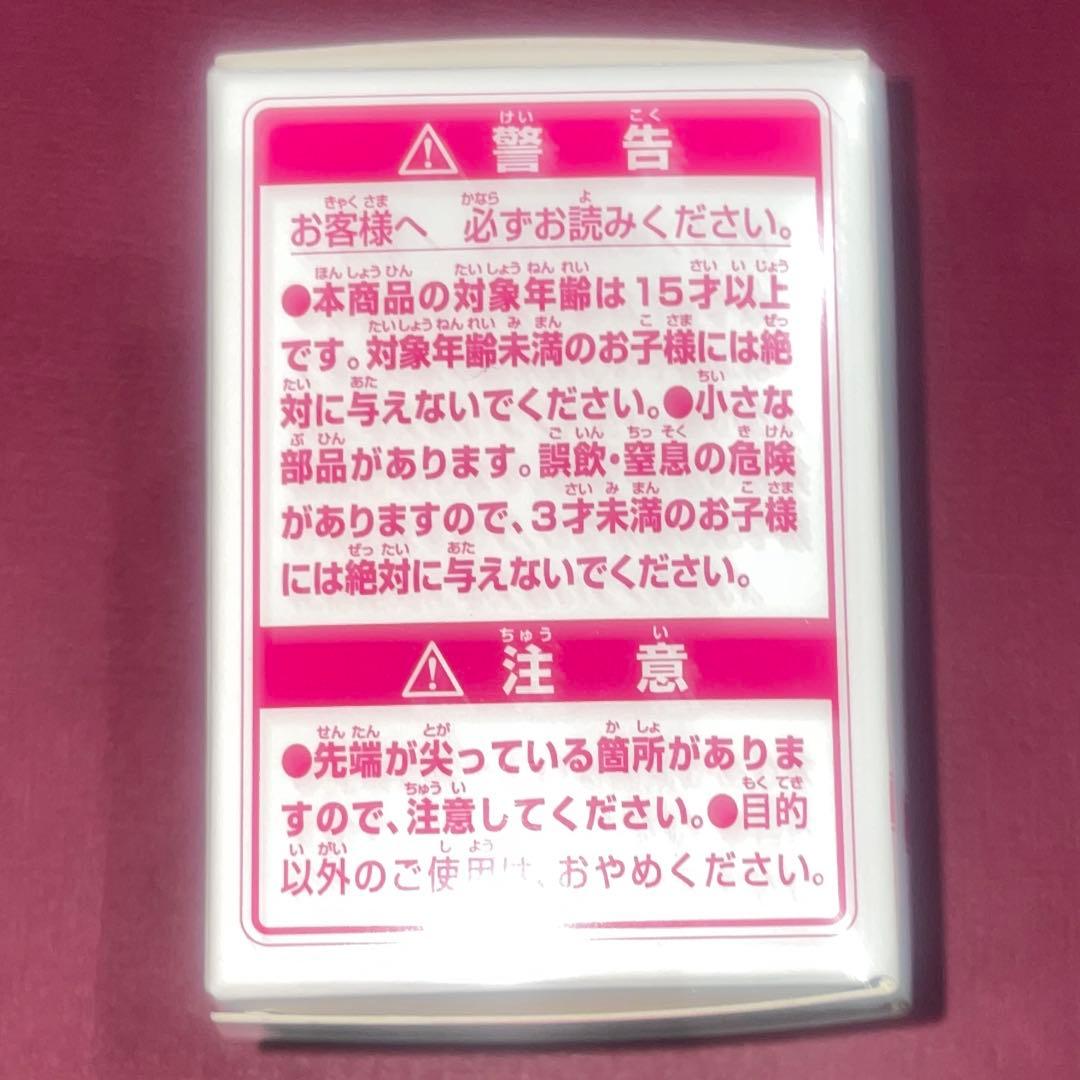 警告
お客様へ 必ずお読みください。
●本商品の対象年齢は15才以上
です。対象年齢未満のお子様には絶
対に与えないでください。●小さな
部品があります。誤飲・窒息の危険
がありますので、3才未満のお子様
には絶対に与えないでください。
注意
●先端が尖っている箇所がありま
すので、注意してください。●目的
以外のご使用は、おやめください。